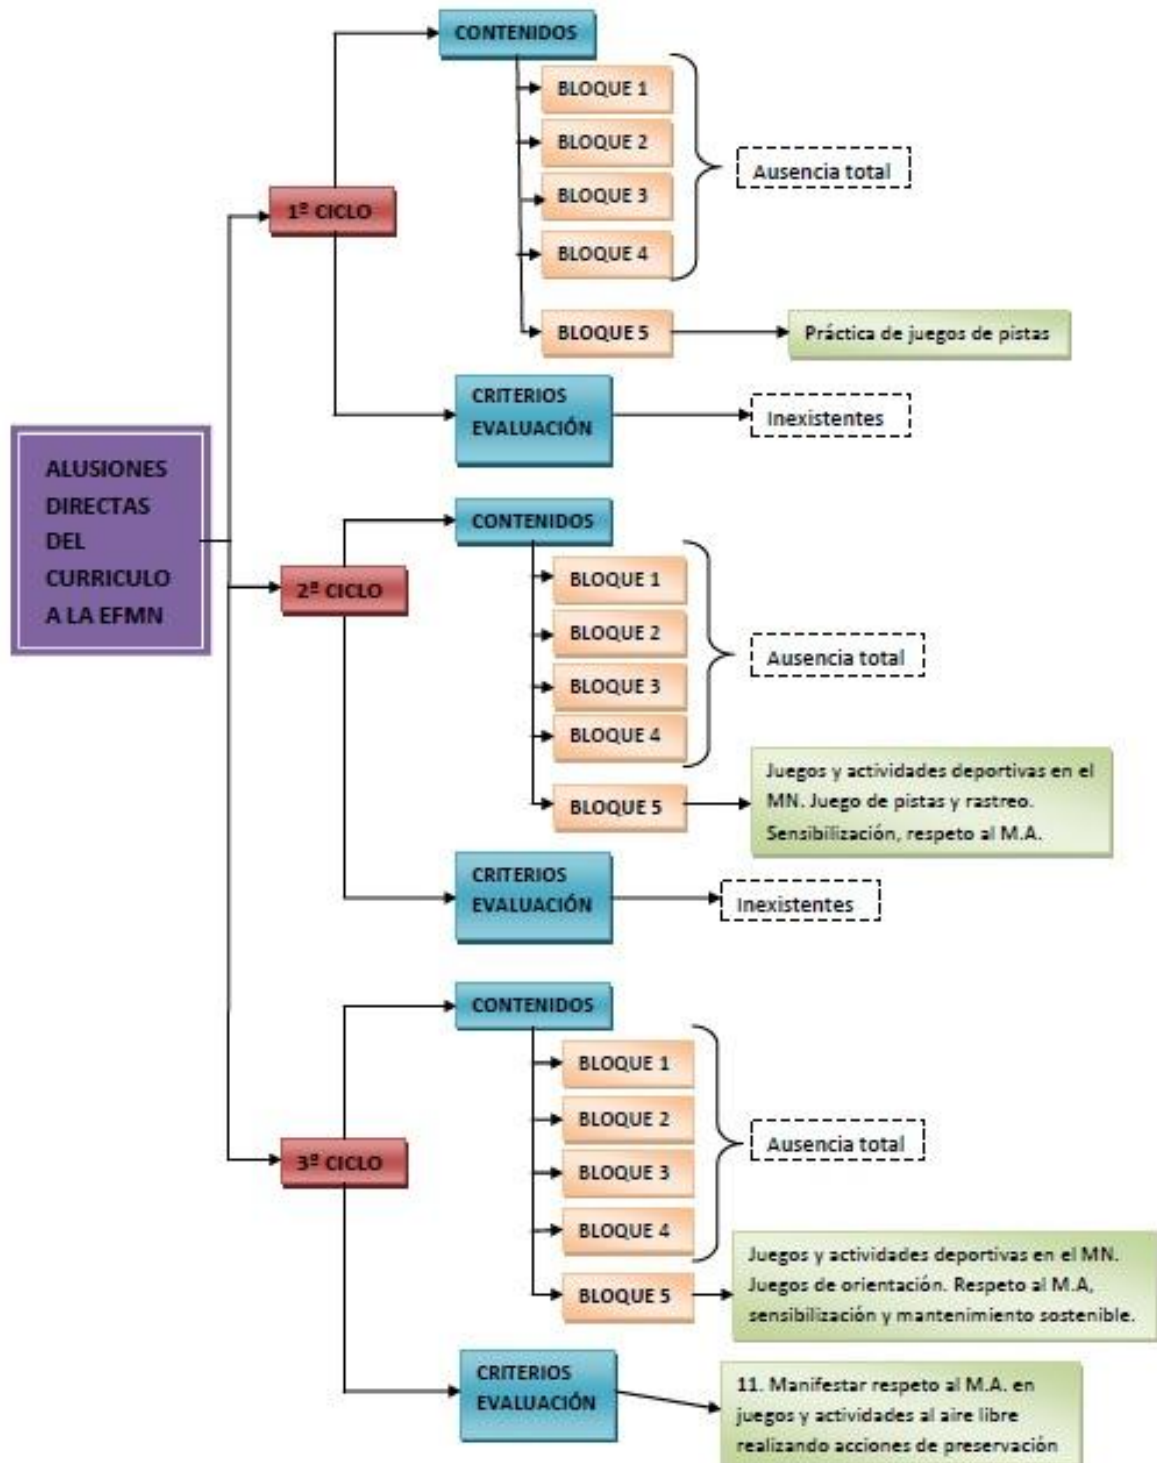 ALUSIONES
DIRECTAS
DEL
CURRICULO
A LA EFMN
1º CICLO
CONTENIDOS
BLOQUE 1
BLOQUE 2
BLOQUE 3
BLOQUE 4
Ausencia total
BLOQUE 5
Práctica de juegos de pistas
CRITERIOS
EVALUACIÓN
Inexistentes
2º CICLO
CONTENIDOS
BLOQUE 1
BLOQUE 2
BLOQUE 3
BLOQUE 4
Ausencia total
BLOQUE 5
Juegos y actividades deportivas en el
MN. Juego de pistas y rastreo.
Sensibilización, respeto al M.A.
CRITERIOS
EVALUACIÓN
Inexistentes
3º CICLO
CONTENIDOS
BLOQUE 1
BLOQUE 2
BLOQUE 3
BLOQUE 4
Ausencia total
BLOQUE 5
Juegos y actividades deportivas en el MN.
Juegos de orientación. Respeto al M.A,
sensibilización y mantenimiento sostenible.
CRITERIOS
EVALUACIÓN
11. Manifestar respeto al M.A. en
juegos y actividades al aire libre
realizando acciones de preservación